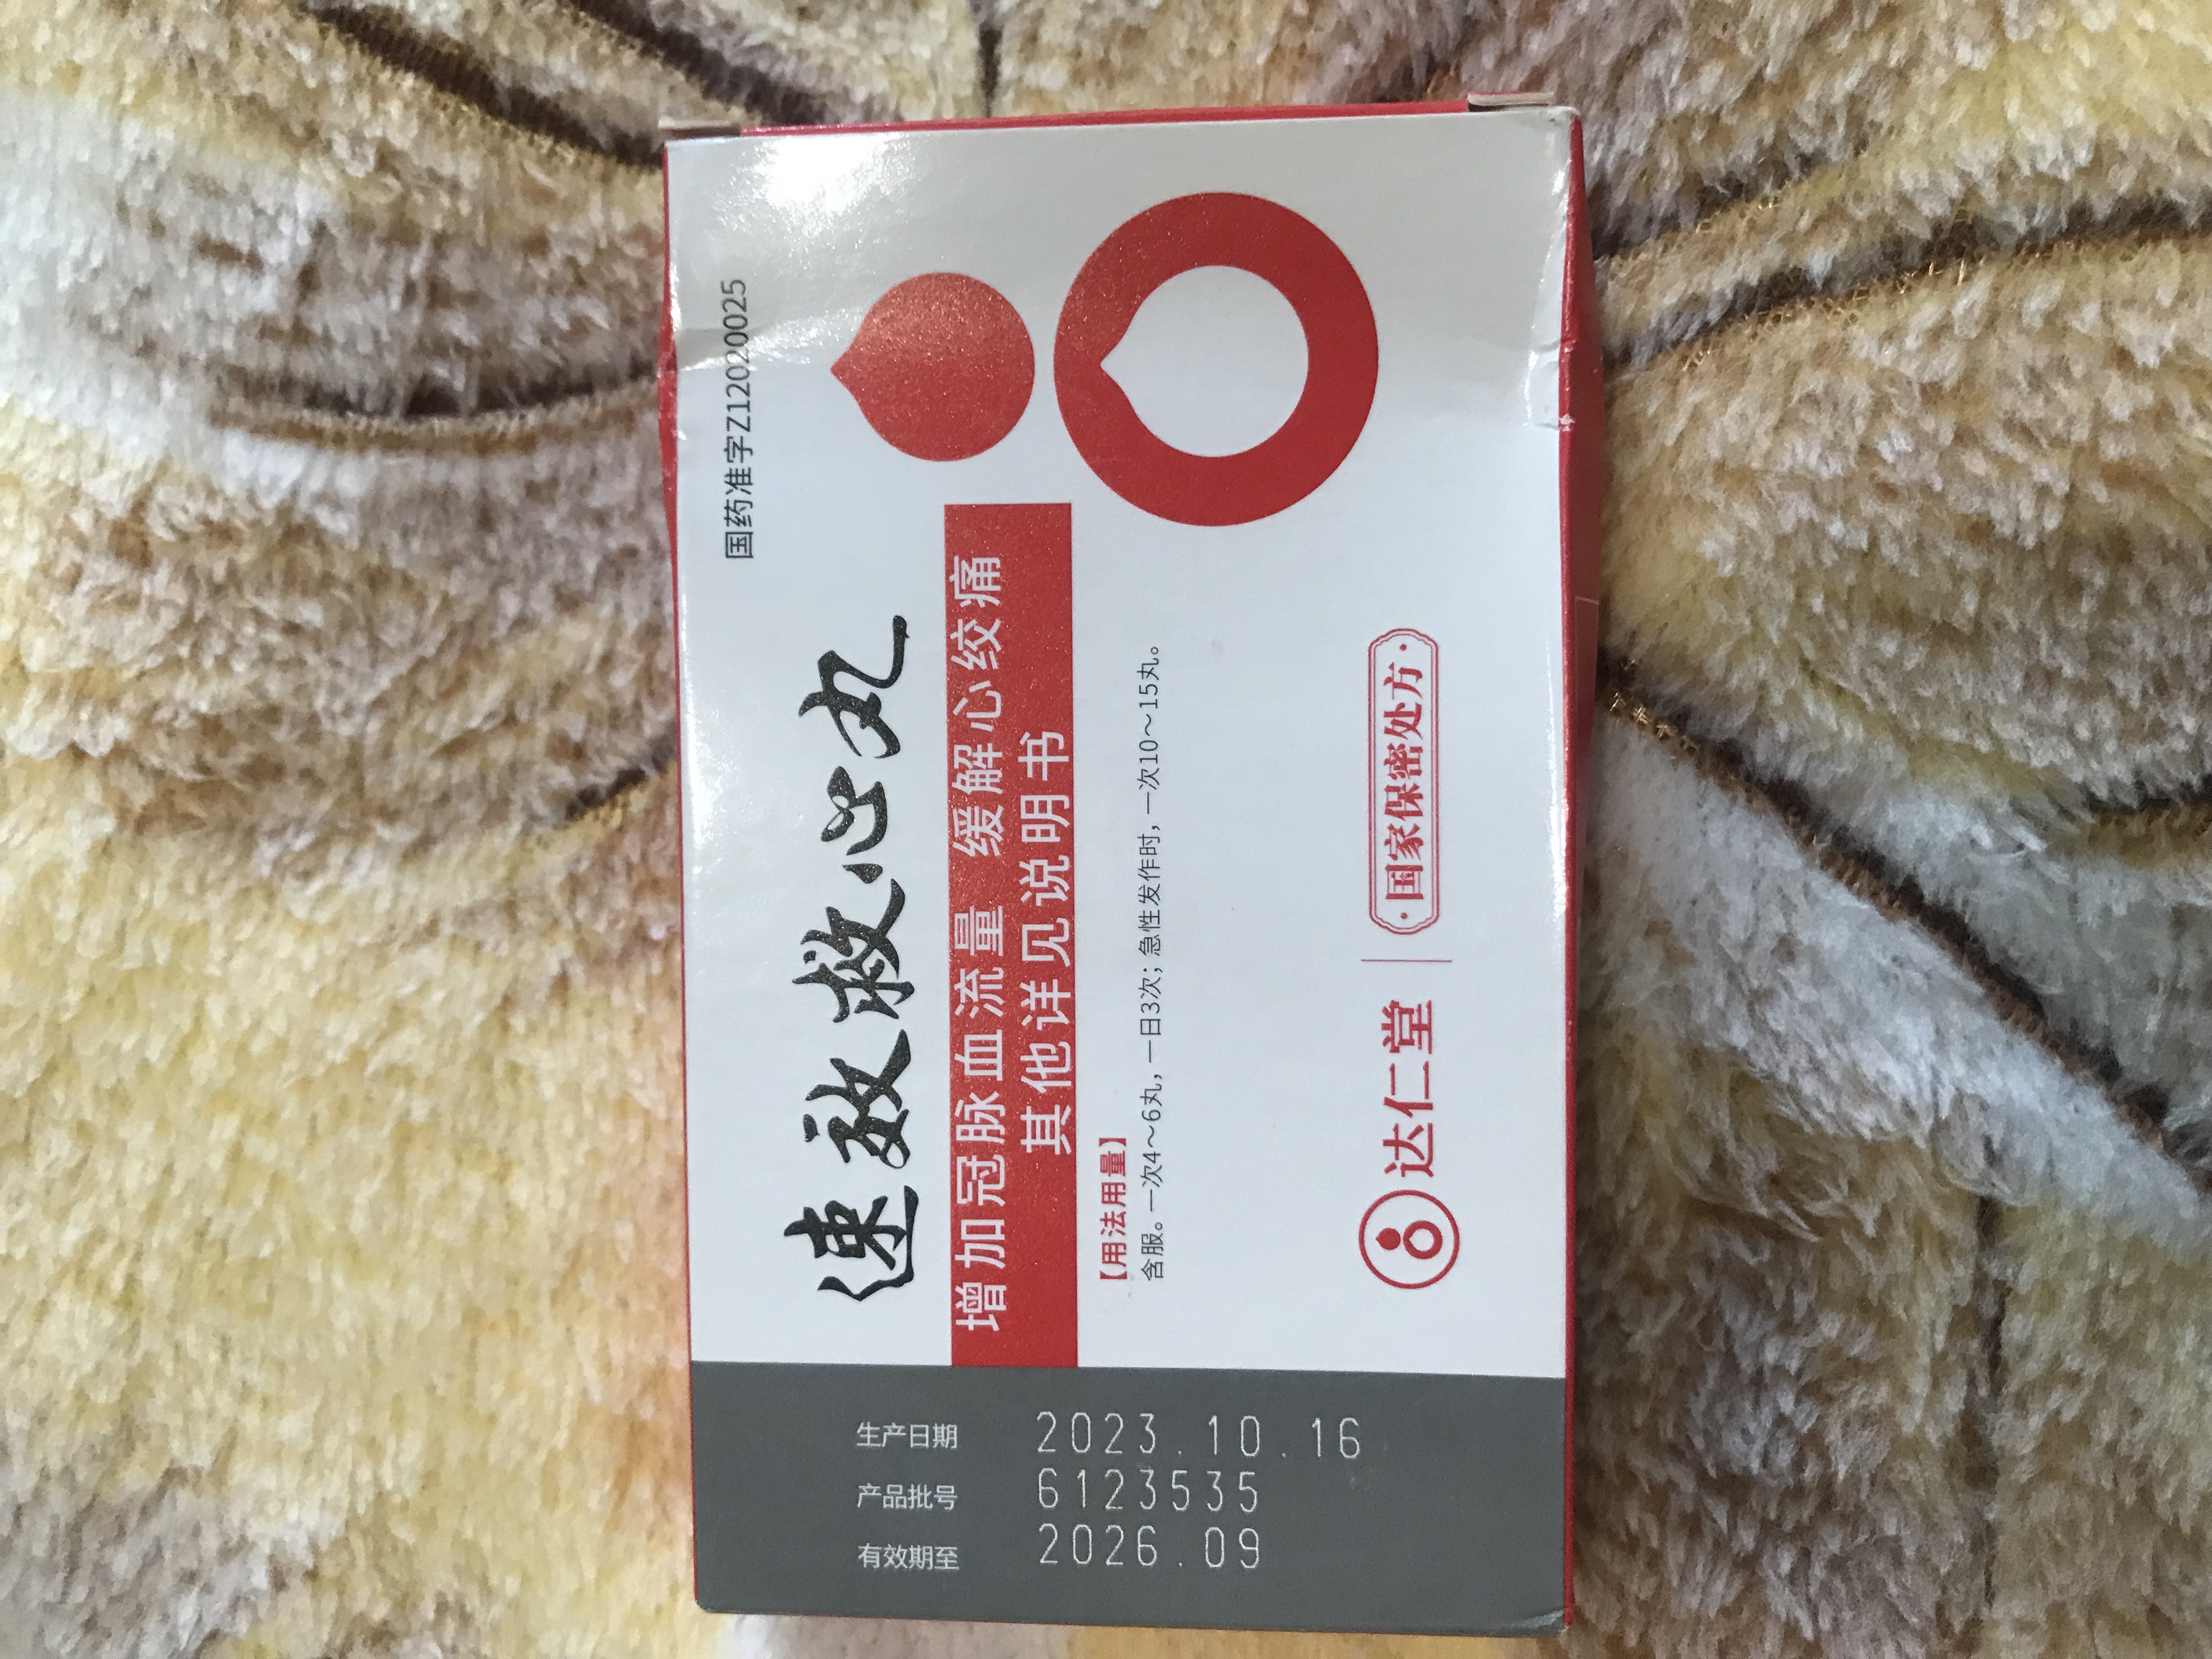 国药准字Z12020025
速效救心丸
增加冠脉血流量 缓解心绞痛
其他详见说明书
【用法用量】
含服。一次4～6丸，一日3次；急性发作时，一次10～15丸。
达仁堂
·国家保密处方·
生产日期 2023.10.16
产品批号 6123535
有效期至 2026.09